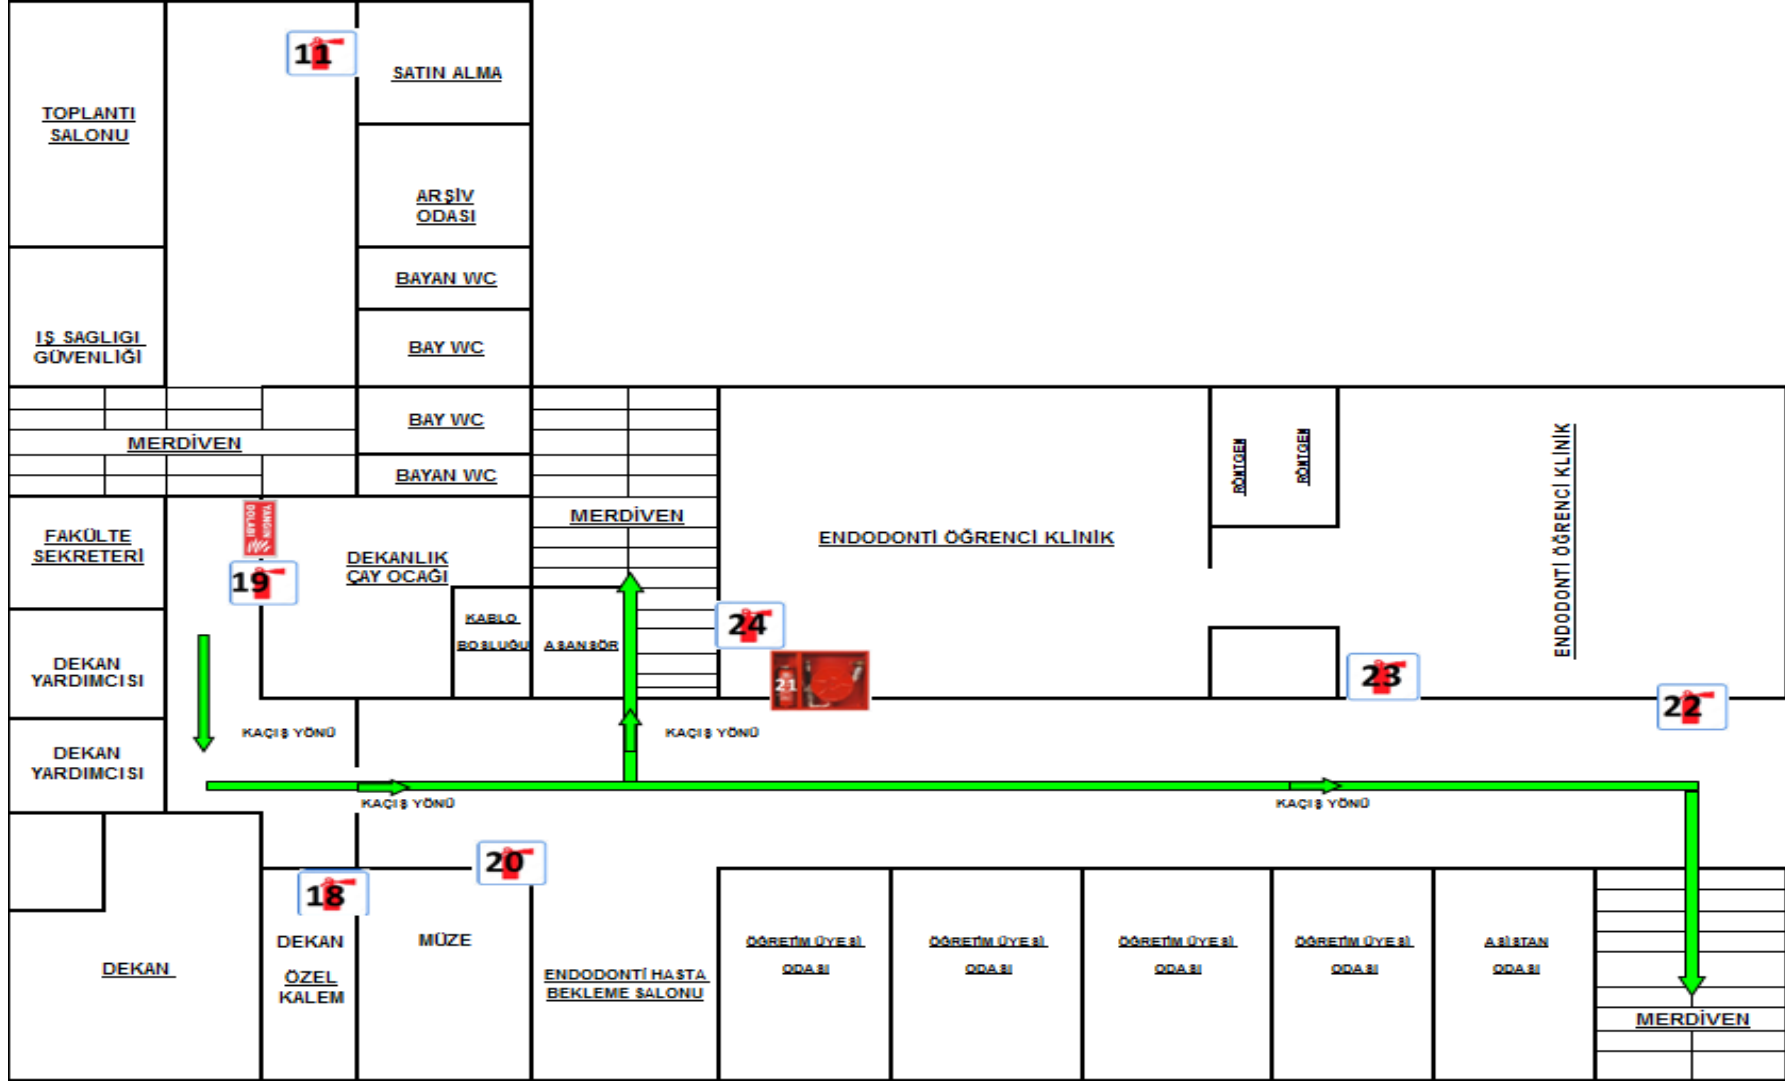 11
SATIN ALMA
TOPLANTI
SALONU
ARŞİV
ODASI
BAYAN WC
IŞ SAGLIGI
GÜVENLİĞİ
BAY WC
BAY WC
MERDİVEN
BAYAN WC
FAKÜLTE
SEKRETERİ
YANGIN
DOLABI
19
DEKANLIK
ÇAY OCAĞI
MERDİVEN
ENDODONTİ ÖĞRENCİ KLİNİK
RÖNTGEN
RÖNTGEN
ENDODONTİ ÖĞRENCİ KLİNİK
KABLO
BOSLUĞU
ASANSÖR
24
21
23
22
DEKAN
YARDIMCISI
DEKAN
YARDIMCISI
KAÇIŞ YÖNÜ
KAÇIŞ YÖNÜ
KAÇIŞ YÖNÜ
KAÇIŞ YÖNÜ
18
20
DEKAN
DEKAN
ÖZEL
KALEM
MÜZE
ENDODONTİ HASTA
BEKLEME SALONU
ÖĞRETİM ÜYESİ
ODASI
ÖĞRETİM ÜYESİ
ODASI
ÖĞRETİM ÜYESİ
ODASI
ÖĞRETİM ÜYESİ
ODASI
ASİSTAN
ODASI
MERDİVEN